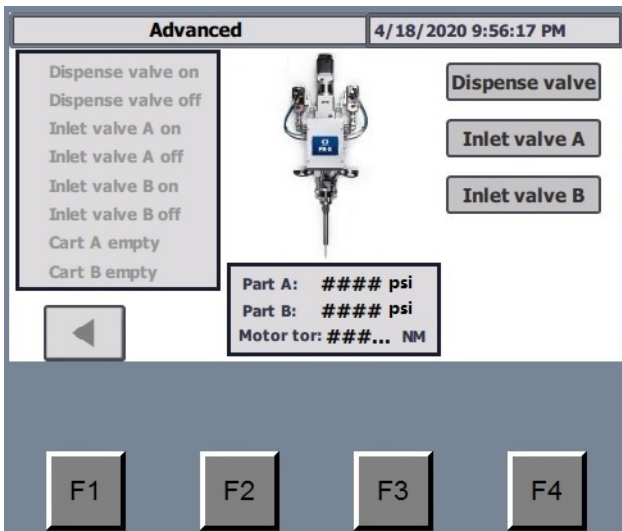 Advanced
4/18/2020 9:56:17 PM
Dispense valve on
Dispense valve off
Inlet valve A on
Inlet valve A off
Inlet valve B on
Inlet valve B off
Cart A empty
Cart B empty
Dispense valve
Inlet valve A
Inlet valve B
Part A: #### psi
Part B: #### psi
Motor tor: ###... NM
F1
F2
F3
F4